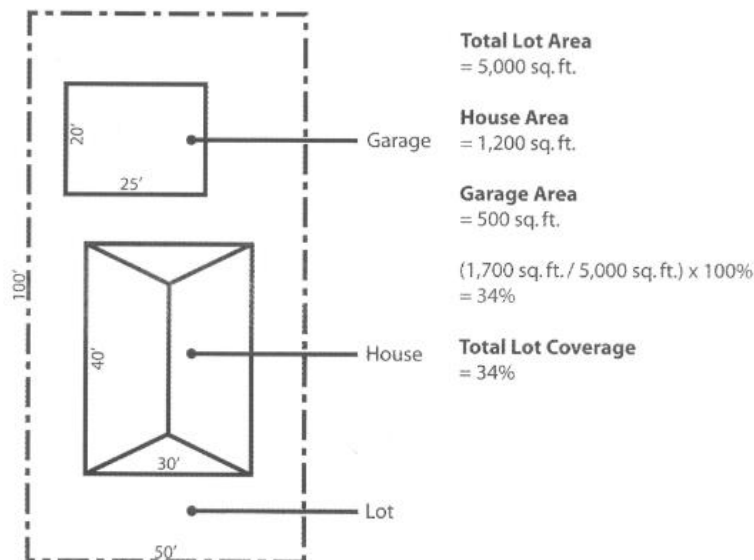 Total Lot Area
= 5,000 sq. ft.
House Area
= 1,200 sq. ft.
Garage Area
= 500 sq. ft.
(1,700 sq. ft. / 5,000 sq. ft.) x 100%
= 34%
Total Lot Coverage
= 34%
20'
25'
Garage
100'
40'
House
30'
Lot
50'